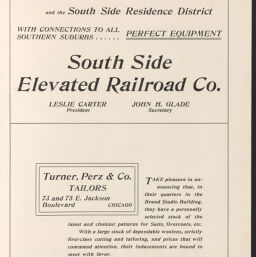 and the South Side Residence District
WITH CONNECTIONS TO ALL
SOUTHERN SUBURBS . . . . . . PERFECT EQUIPMENT
South Side
Elevated Railroad Co.
LESLIE CARTER JOHN H. GLADE
President Secretary
Turner, Perz & Co.
TAILORS
73 and 75 E. Jackson
Boulevard CHICAGO
TAKE pleasure in an-
nouncing that, in
their quarters in the
Broad Studio Building,
they have a personally
selected stock of the
latest and choicest patterns for Suits, Overcoats, etc.
With a large stock of dependable woolens, strictly
first-class cutting and tailoring, and prices that will
command attention, their inducements are bound to
meet with favor.